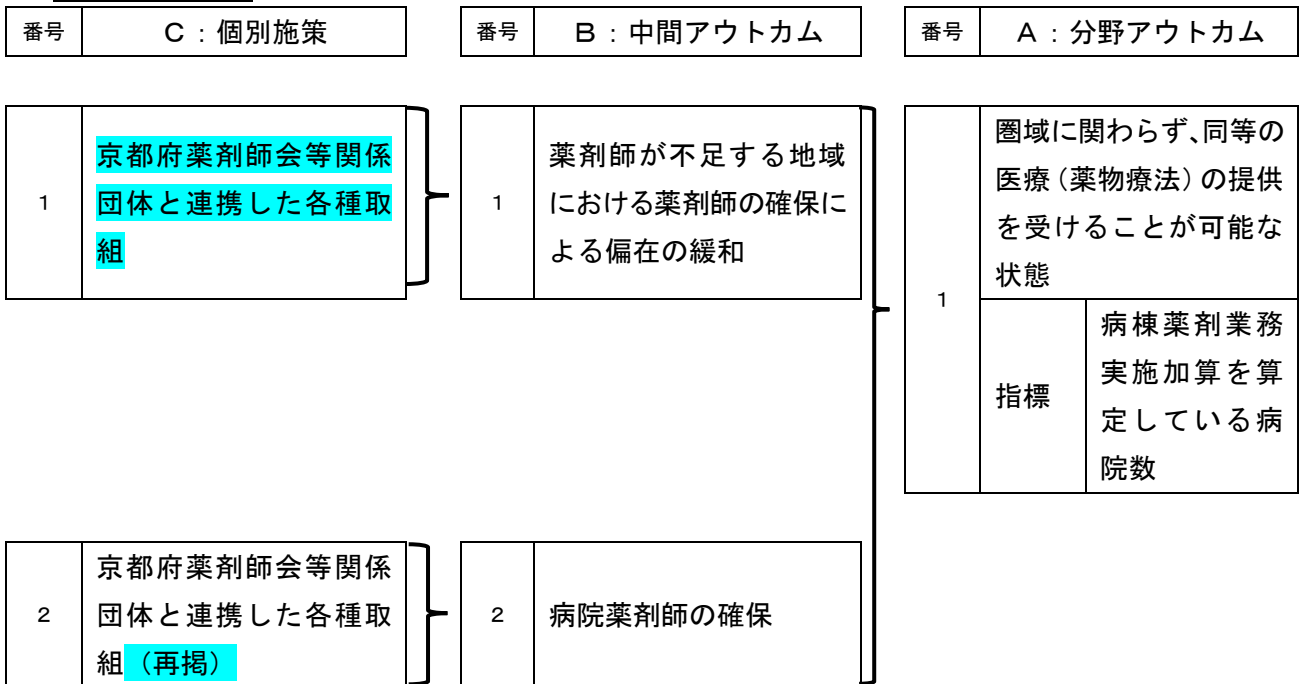 番号 C：個別施策 番号 B：中間アウトカム 番号 A：分野アウトカム
1
京都府薬剤師会等関係
団体と連携した各種取
組
1
薬剤師が不足する地域
における薬剤師の確保に
よる偏在の緩和
1
圏域に関わらず、同等の
医療（薬物療法）の提供
を受けることが可能な
状態
指標
病棟薬剤業務
実施加算を算
定している病
院数
2
京都府薬剤師会等関係
団体と連携した各種取
組（再掲）
2
病院薬剤師の確保